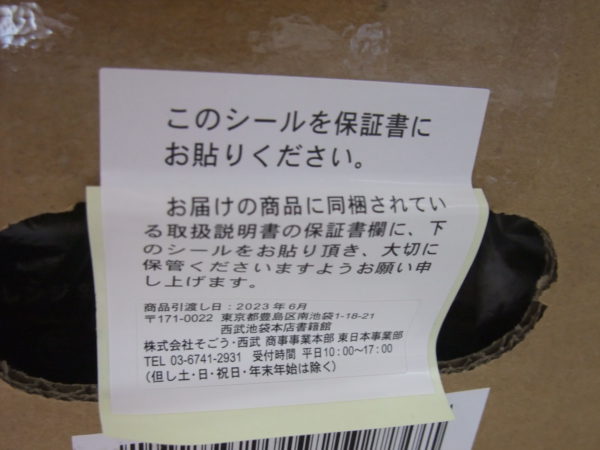 このシールを保証書に
お貼りください。
お届けの商品に同梱されてい
る取扱説明書の保証書欄に、下
のシールをお貼り頂き、大切に
保管くださいますようお願い申
し上げます。
商品引渡し日：2023年6月
〒171-0022 東京都豊島区南池袋1-18-21
西武池袋本店書籍館
株式会社そごう・西武 商事事業本部 東日本事業部
TEL 03-6741-2931 受付時間 平日10：00〜17：00
（但し土・日・祝日・年末年始は除く）